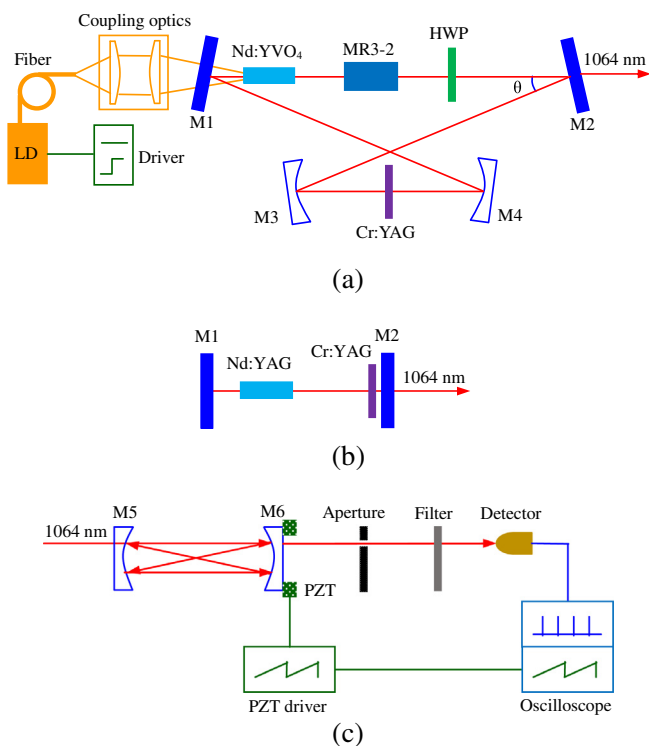 Coupling optics
Fiber
Nd:YVO₄
MR3-2
HWP
1064 nm
M1
θ
M2
LD
Driver
M3
Cr:YAG
M4
(a)
M1
Nd:YAG
Cr:YAG
M2
1064 nm
(b)
M5
M6
Aperture
Filter
Detector
1064 nm
PZT
PZT driver
Oscilloscope
(c)